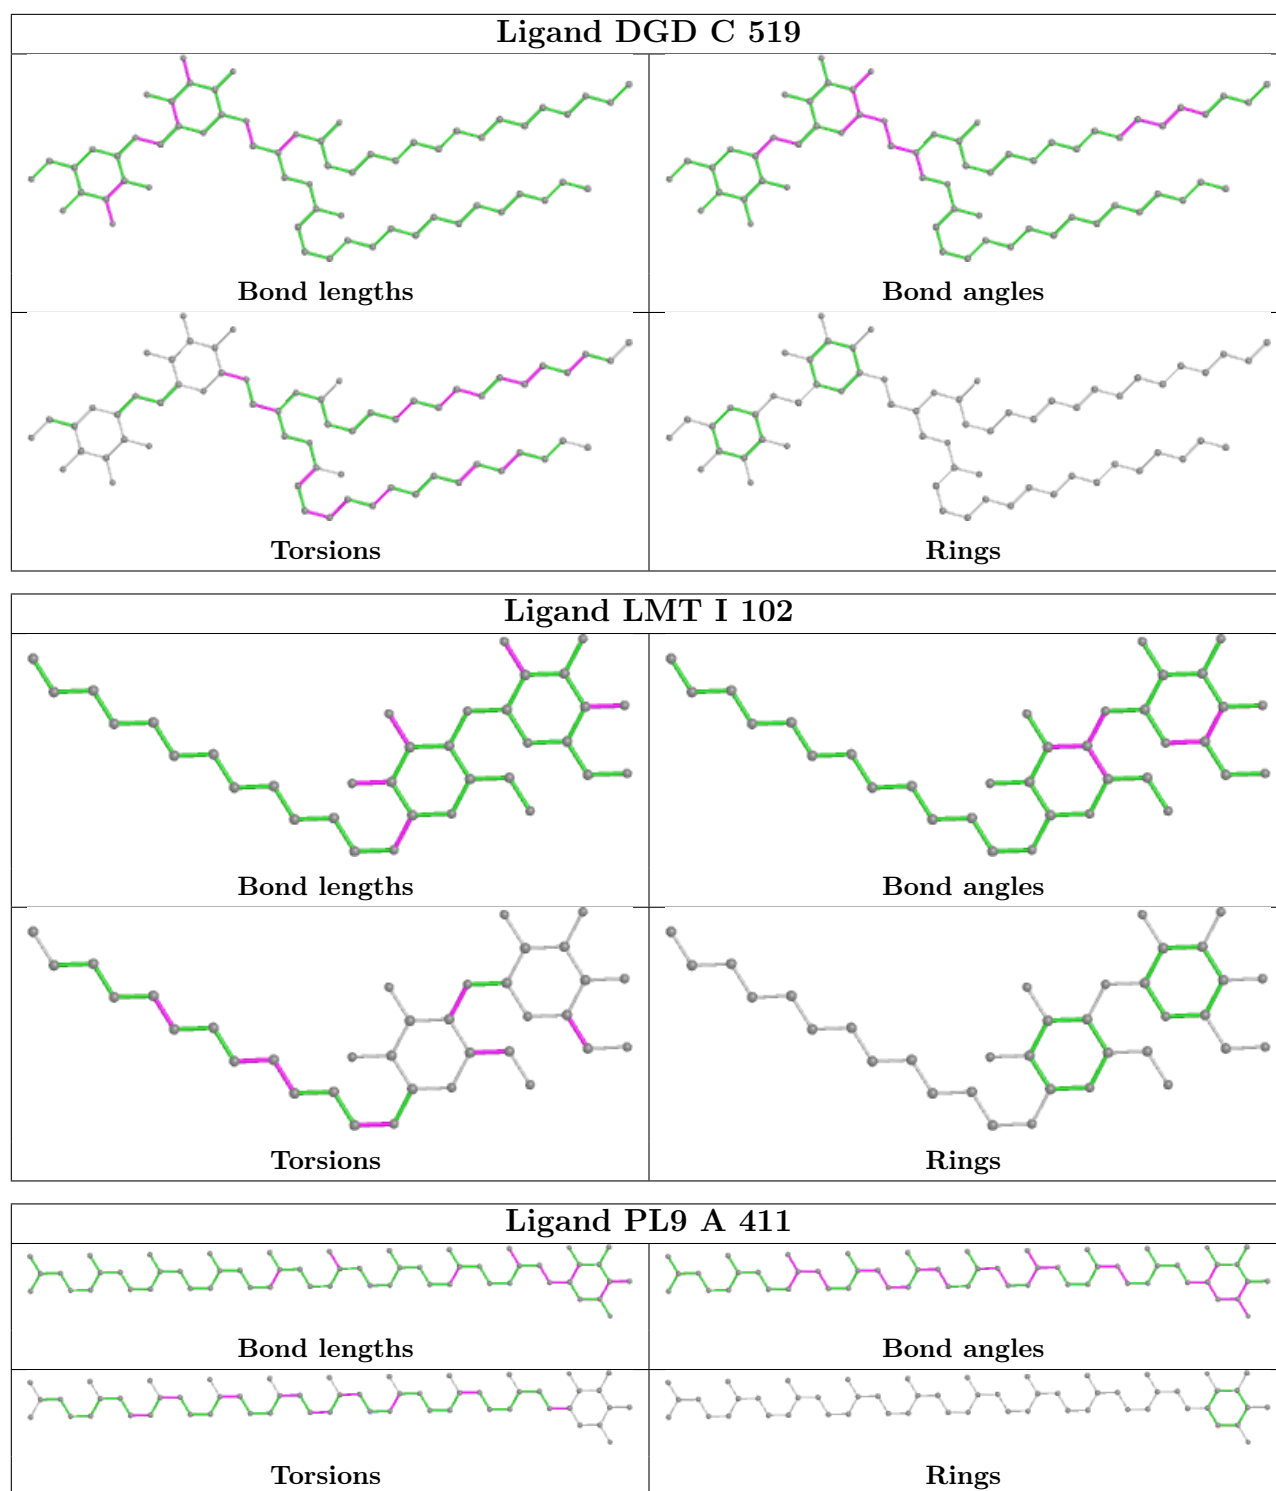 Ligand DGD C 519
Bond lengths
Bond angles
Torsions
Rings
Ligand LMT I 102
Bond lengths
Bond angles
Torsions
Rings
Ligand PL9 A 411
Bond lengths
Bond angles
Torsions
Rings